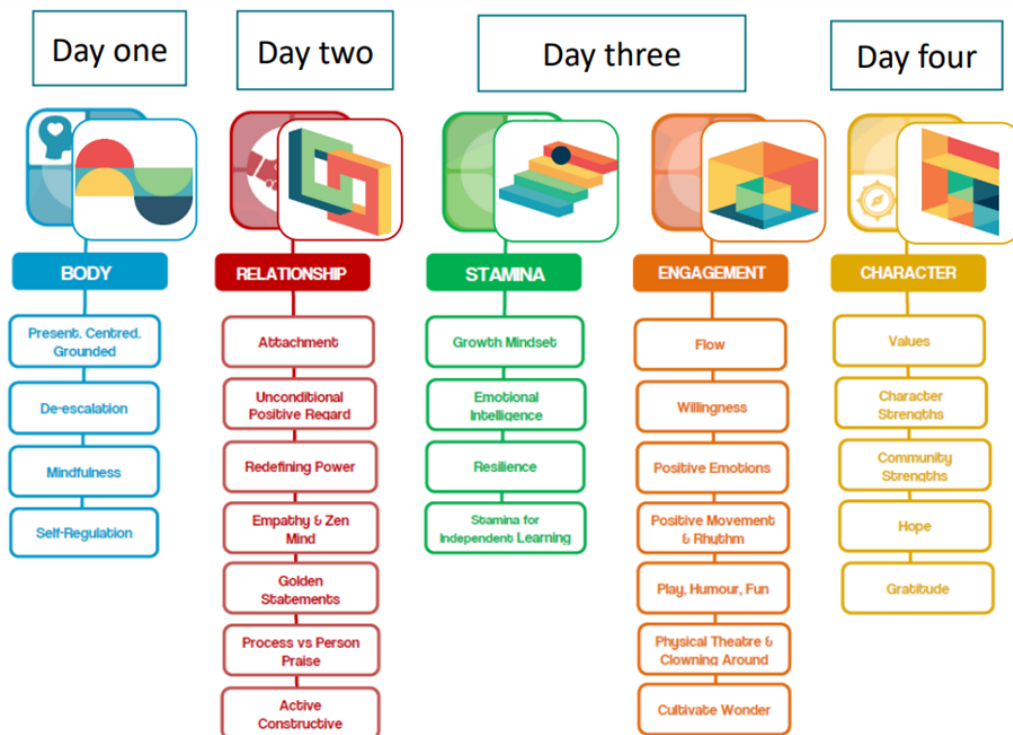 Day one
Day two
Day three
Day four
BODY
Present. Centred.
Grounded
De-escalation
Mindfulness
Self-Regulation
RELATIONSHIP
Attachment
Unconditional
Positive Regard
Redefining Power
Empathy & Zen
Mind
Golden
Statements
Process vs Person
Praise
Active
Constructive
STAMINA
Growth Mindset
Emotional
Intelligence
Resilience
Stamina for
Independent Learning
ENGAGEMENT
Flow
Willingness
Positive Emotions
Positive Movement
& Rhythm
Play, Humour, Fun
Physical Theatre &
Clowning Around
Cultivate Wonder
CHARACTER
Values
Character
Strengths
Community
Strengths
Hope
Gratitude